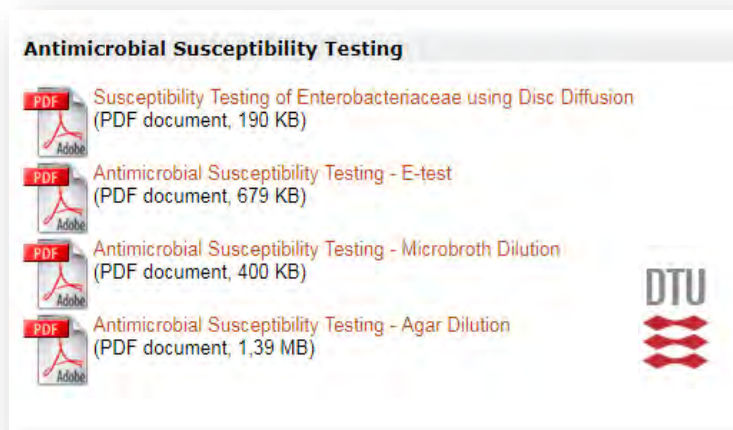 Antimicrobial Susceptibility Testing
PDF
Adobe
Susceptibility Testing of Enterobacteriaceae using Disc Diffusion
(PDF document, 190 KB)
PDF
Adobe
Antimicrobial Susceptibility Testing - E-test
(PDF document, 679 KB)
PDF
Adobe
Antimicrobial Susceptibility Testing - Microbroth Dilution
(PDF document, 400 KB)
PDF
Adobe
Antimicrobial Susceptibility Testing - Agar Dilution
(PDF document, 1,39 MB)
DTU